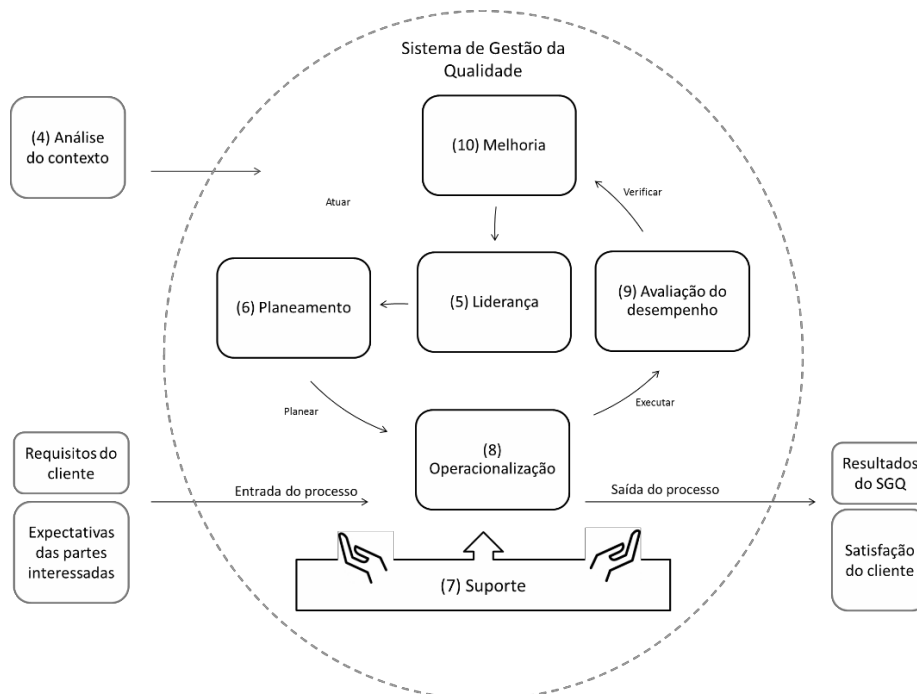 Sistema de Gestão da
Qualidade
(4) Análise
do contexto
(10) Melhoria
Verificar
Atuar
(6) Planeamento
(5) Liderança
(9) Avaliação do
desempenho
Planear
Executar
(8)
Operacionalização
Requisitos do
cliente
Entrada do processo
Saída do processo
Resultados
do SGQ
Expectativas
das partes
interessadas
Satisfação
do cliente
(7) Suporte